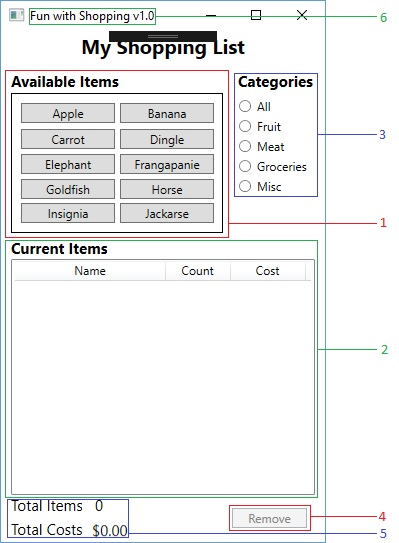 Fun with Shopping v1.0
6
My Shopping List
Available Items
Apple Banana
Carrot Dingle
Elephant Frangapanie
Goldfish Horse
Insignia Jackarse
Categories
All
Fruit
Meat
Groceries
Misc
3
1
Current Items
Name Count Cost
2
Total Items 0
Total Costs $0.00
Remove
4
5